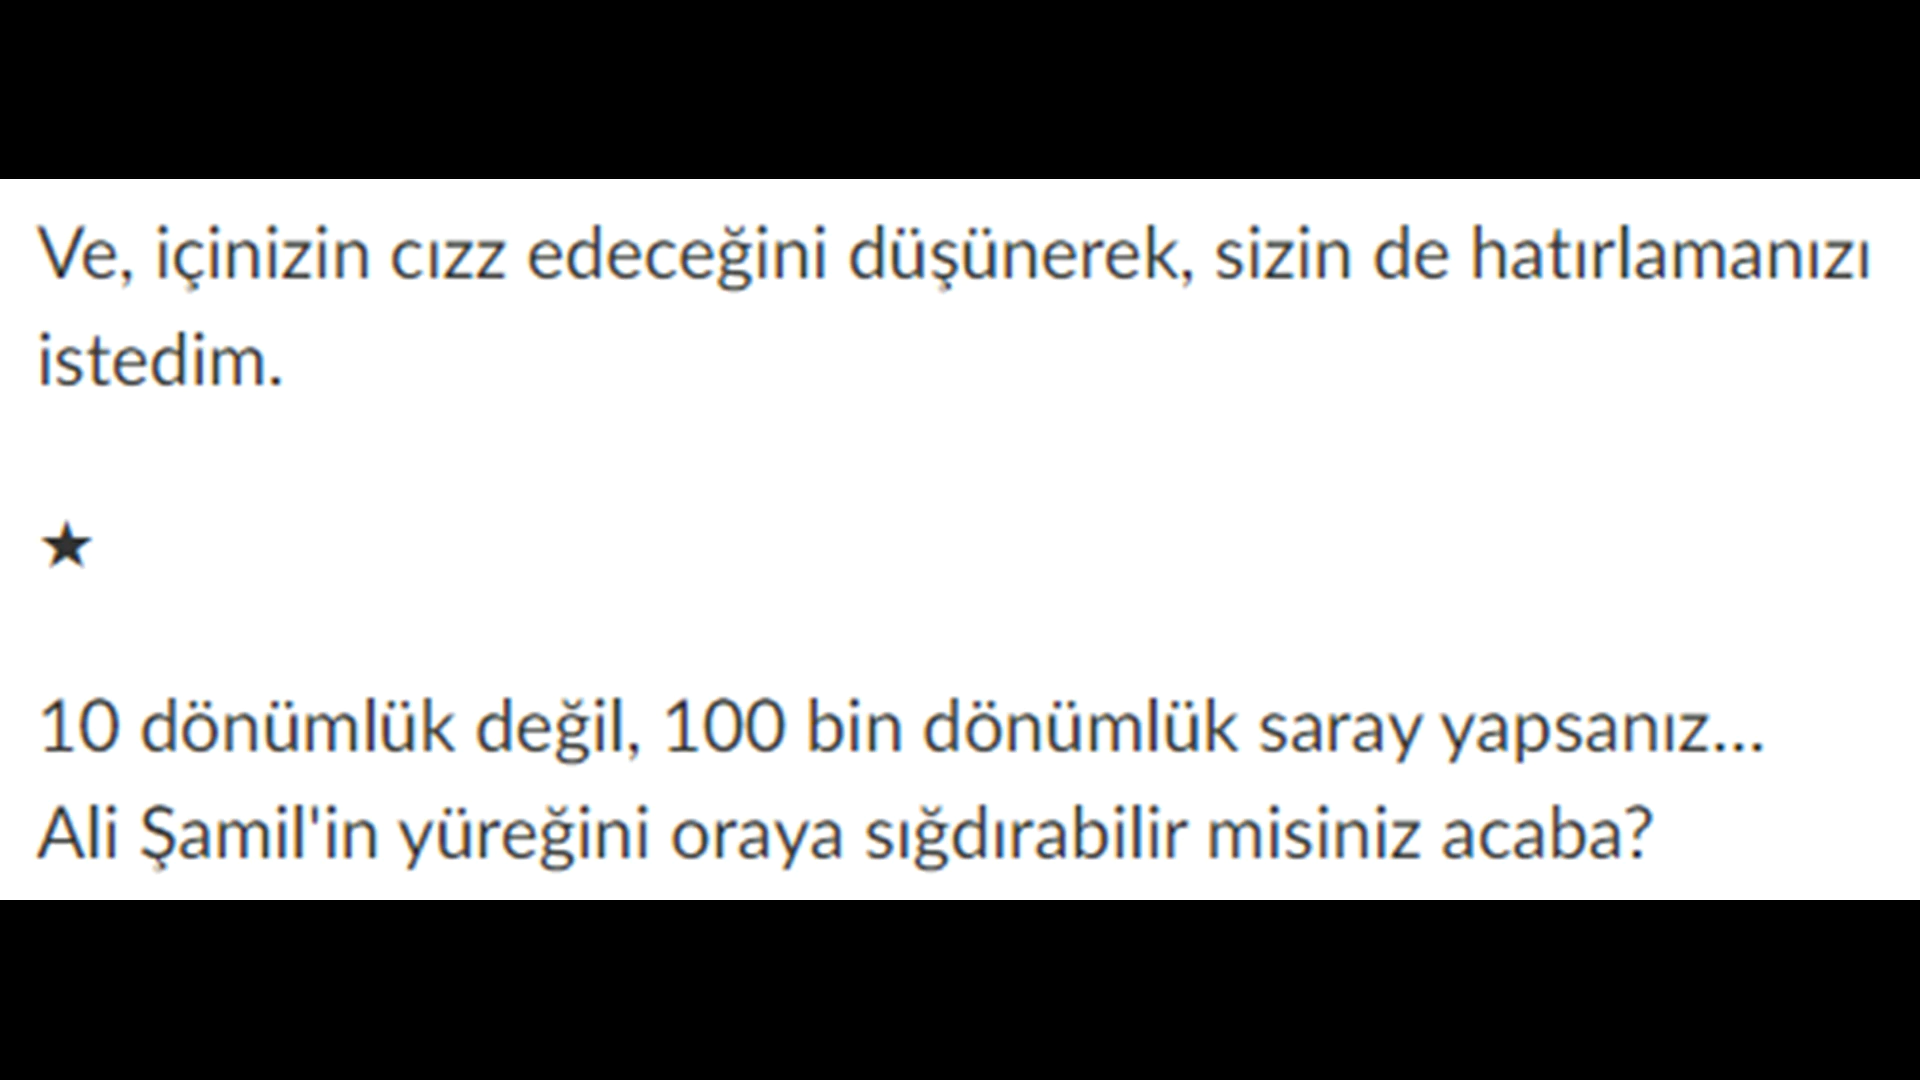 Ve, içinizin cızz edeceğini düşünerek, sizin de hatırlamanızı
istedim.
★
10 dönümlük değil, 100 bin dönümlük saray yapsanız...
Ali Şamil'in yüreğini oraya sığdırabilir misiniz acaba?